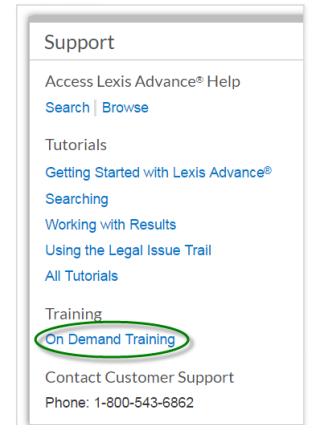 Support
Access Lexis Advance® Help
Search | Browse
Tutorials
Getting Started with Lexis Advance®
Searching
Working with Results
Using the Legal Issue Trail
All Tutorials
Training
On Demand Training
Contact Customer Support
Phone: 1-800-543-6862